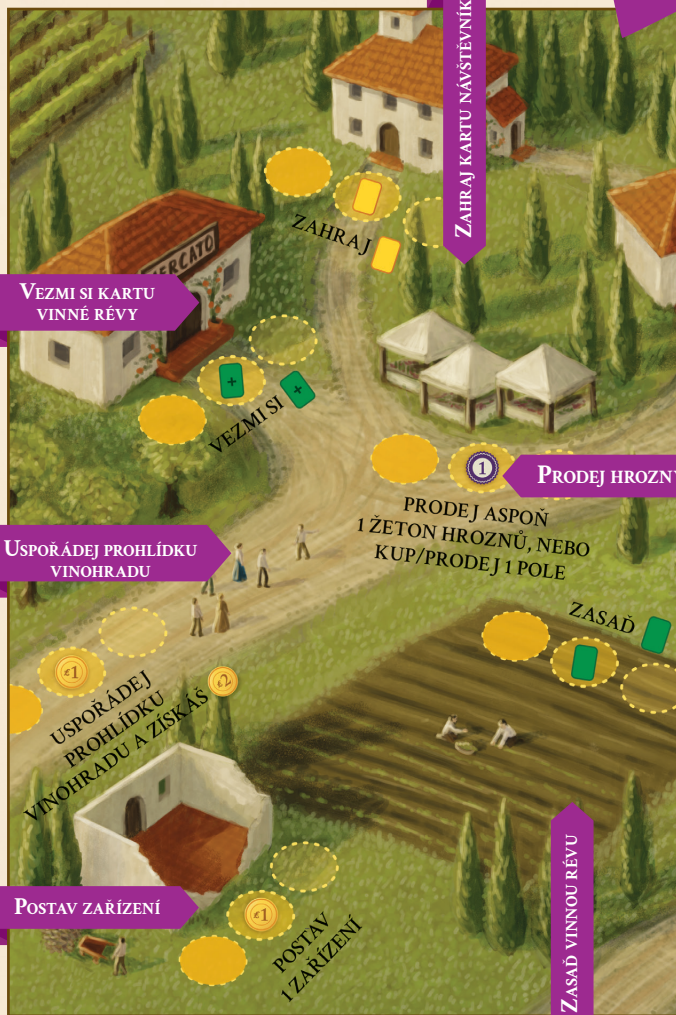 Zahraj kartu návštěvník
ZAHRAJ
MERCATO
Vezmi si kartu
vinné révy
+
+
VEZMI SI
1
Prodej hrozny
PRODEJ ASPOŇ
1 ŽETON HROZNŮ, NEBO
KUP/PRODEJ 1 POLE
Uspořádej prohlídku
vinohradu
ZASAĎ
1
2
USPOŘÁDEJ
PROHLÍDKU
VINOHRADU A ZÍSKÁŠ
Postav zařízení
1
POSTAV
1 ZAŘÍZENÍ
Zasaď vinnou révu